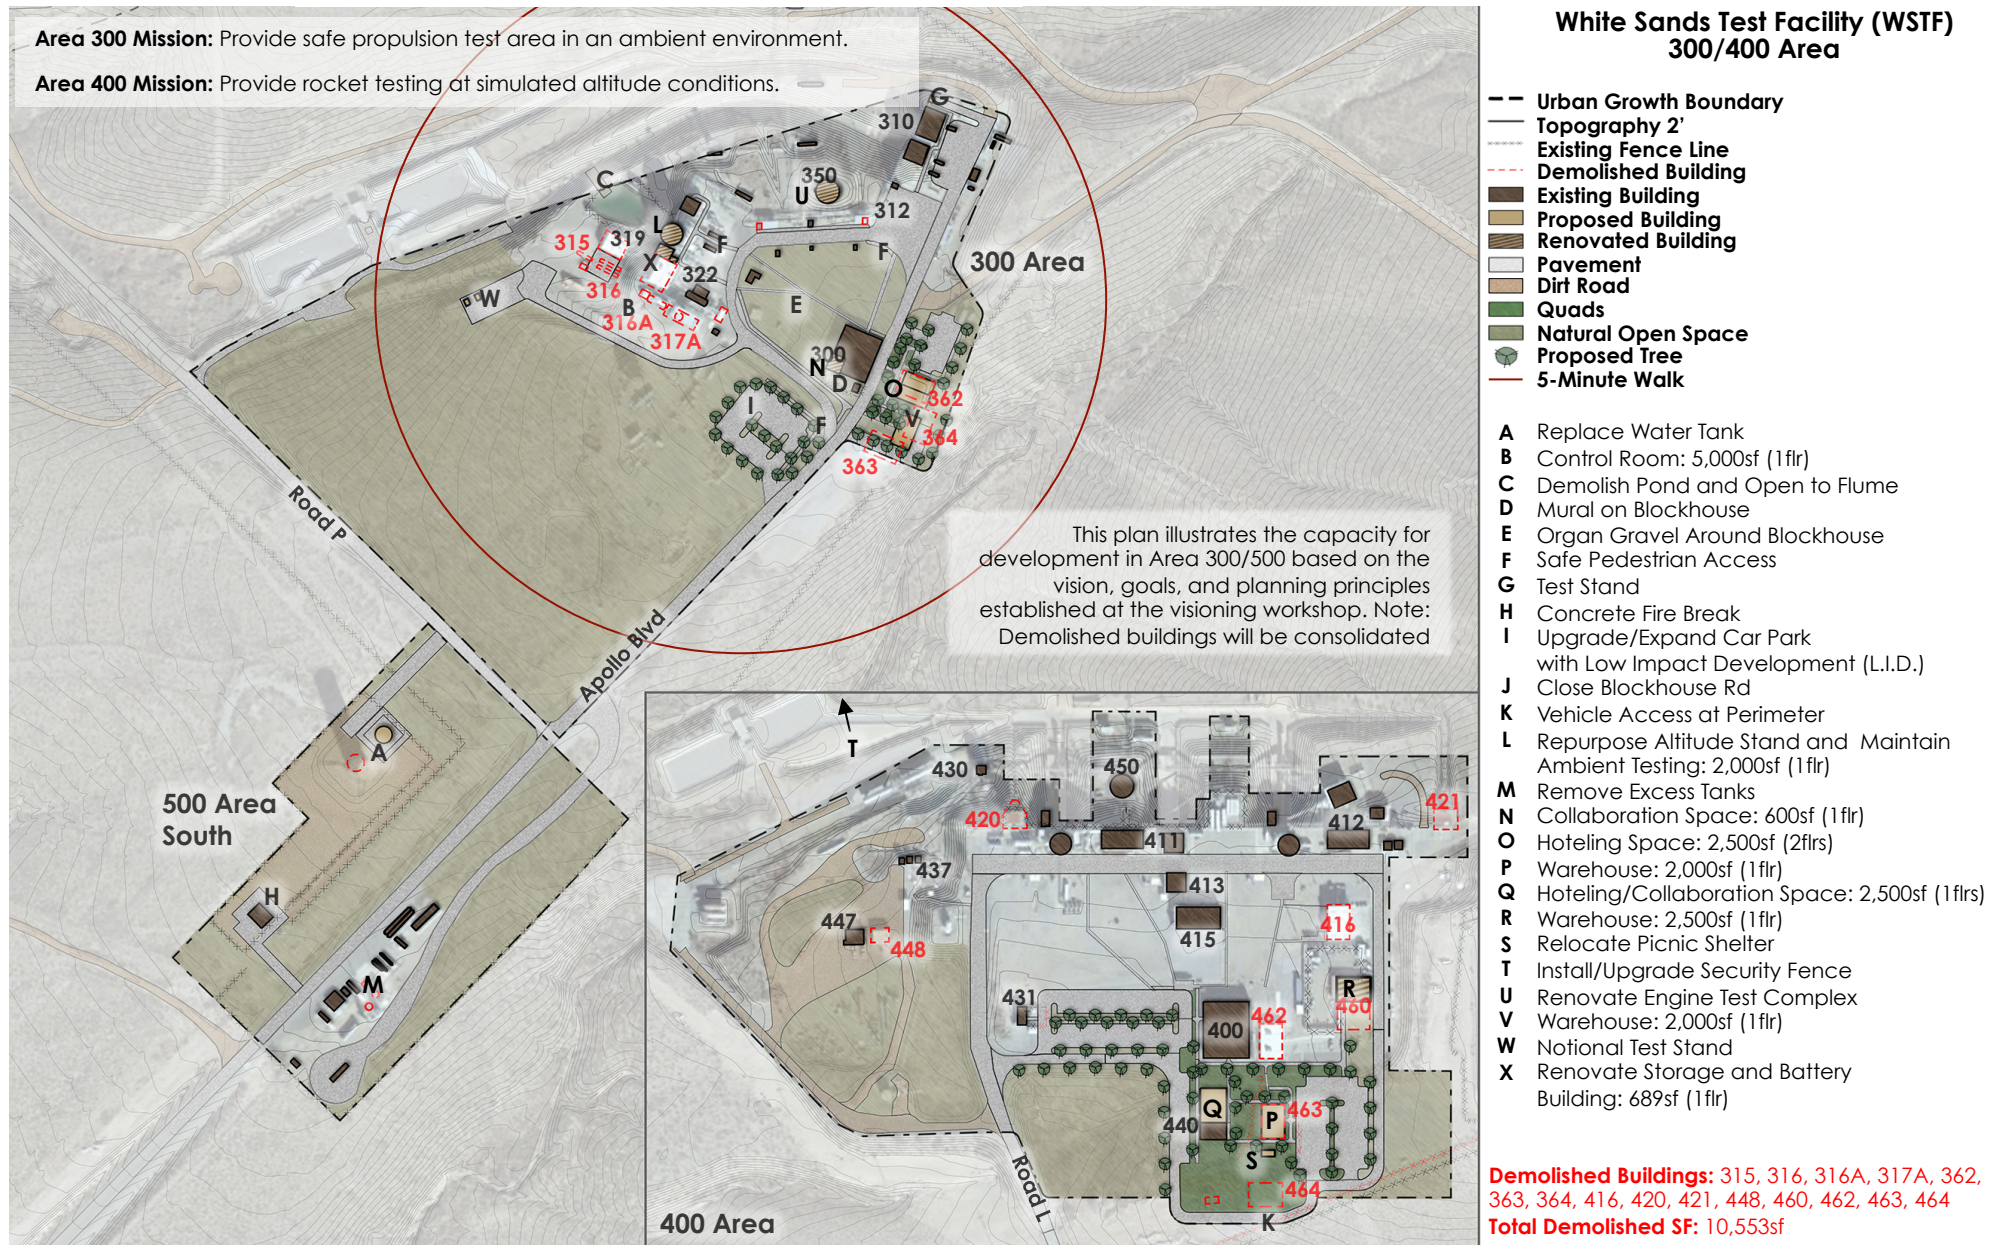 Area 300 Mission: Provide safe propulsion test area in an ambient environment.
Area 400 Mission: Provide rocket testing at simulated altitude conditions.
G
310
C
350
U
312
L
315
319
F
F
300 Area
X
322
316
W
B
E
316A
317A
300
N
D
O
362
I
V
F
364
363
Road P
This plan illustrates the capacity for
development in Area 300/500 based on the
vision, goals, and planning principles
established at the visioning workshop. Note:
Demolished buildings will be consolidated
Apollo Blvd
A
500 Area
South
H
M
T
430
450
420
421
411
412
437
413
447
448
415
416
431
R
460
400
462
Q
463
P
440
S
464
Road L
K
400 Area
White Sands Test Facility (WSTF)
300/400 Area
Urban Growth Boundary
Topography 2'
Existing Fence Line
Demolished Building
Existing Building
Proposed Building
Renovated Building
Pavement
Dirt Road
Quads
Natural Open Space
Proposed Tree
5-Minute Walk
A Replace Water Tank
B Control Room: 5,000sf (1flr)
C Demolish Pond and Open to Flume
D Mural on Blockhouse
E Organ Gravel Around Blockhouse
F Safe Pedestrian Access
G Test Stand
H Concrete Fire Break
I Upgrade/Expand Car Park
with Low Impact Development (L.I.D.)
J Close Blockhouse Rd
K Vehicle Access at Perimeter
L Repurpose Altitude Stand and Maintain
Ambient Testing: 2,000sf (1flr)
M Remove Excess Tanks
N Collaboration Space: 600sf (1flr)
O Hoteling Space: 2,500sf (2flrs)
P Warehouse: 2,000sf (1flr)
Q Hoteling/Collaboration Space: 2,500sf (1flrs)
R Warehouse: 2,500sf (1flr)
S Relocate Picnic Shelter
T Install/Upgrade Security Fence
U Renovate Engine Test Complex
V Warehouse: 2,000sf (1flr)
W Notional Test Stand
X Renovate Storage and Battery
Building: 689sf (1flr)
Demolished Buildings: 315, 316, 316A, 317A, 362,
363, 364, 416, 420, 421, 448, 460, 462, 463, 464
Total Demolished SF: 10,553sf